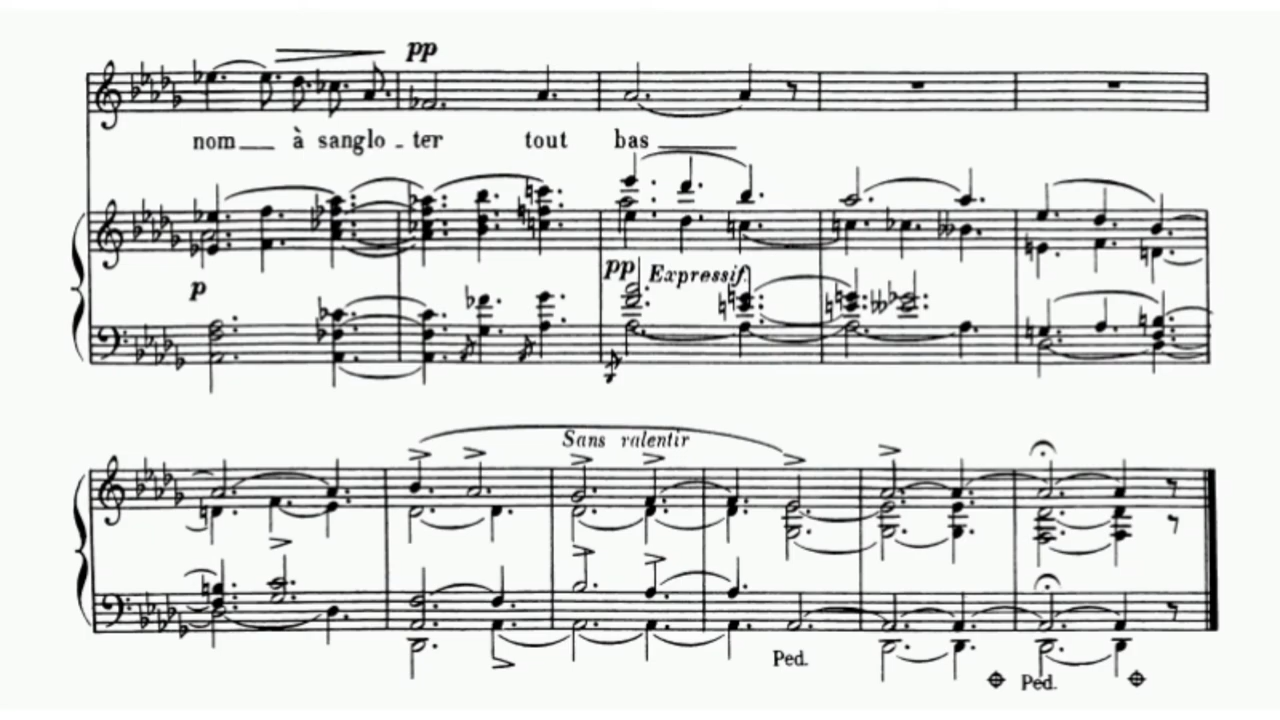 pp
nom à sanglo - ter tout bas
p
pp Expressif.
Sans ralentir
Ped.
Ped.